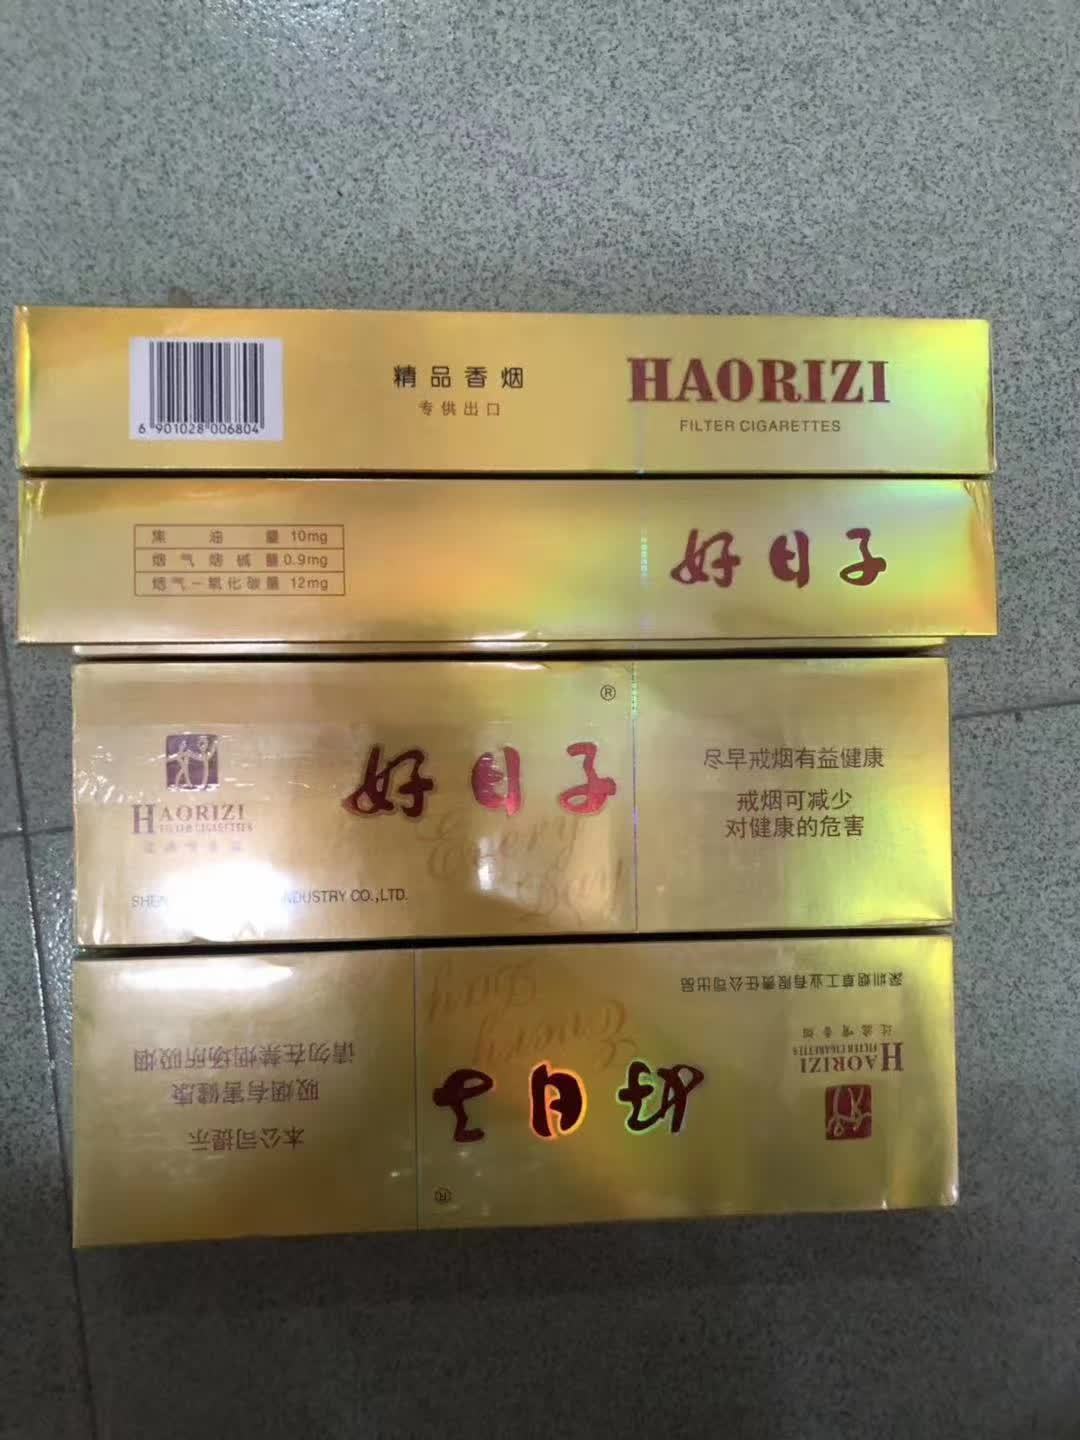 精品香烟
专供出口
HAORIZI
FILTER CIGARETTES
6 901028 006804
焦油量 10mg
烟气烟碱量 0.9mg
烟气一氧化碳量 12mg
好日子
®
好日子
Every
Day
HAORIZI
FILTER CIGARETTES
INDUSTRY CO.,LTD.
尽早戒烟有益健康
戒烟可减少
对健康的危害
深圳烟草工业有限责任公司出品
过滤嘴香烟
HAORIZI
FILTER CIGARETTES
好日子
Every
®
本公司提示
吸烟有害健康
请勿在禁烟场所吸烟